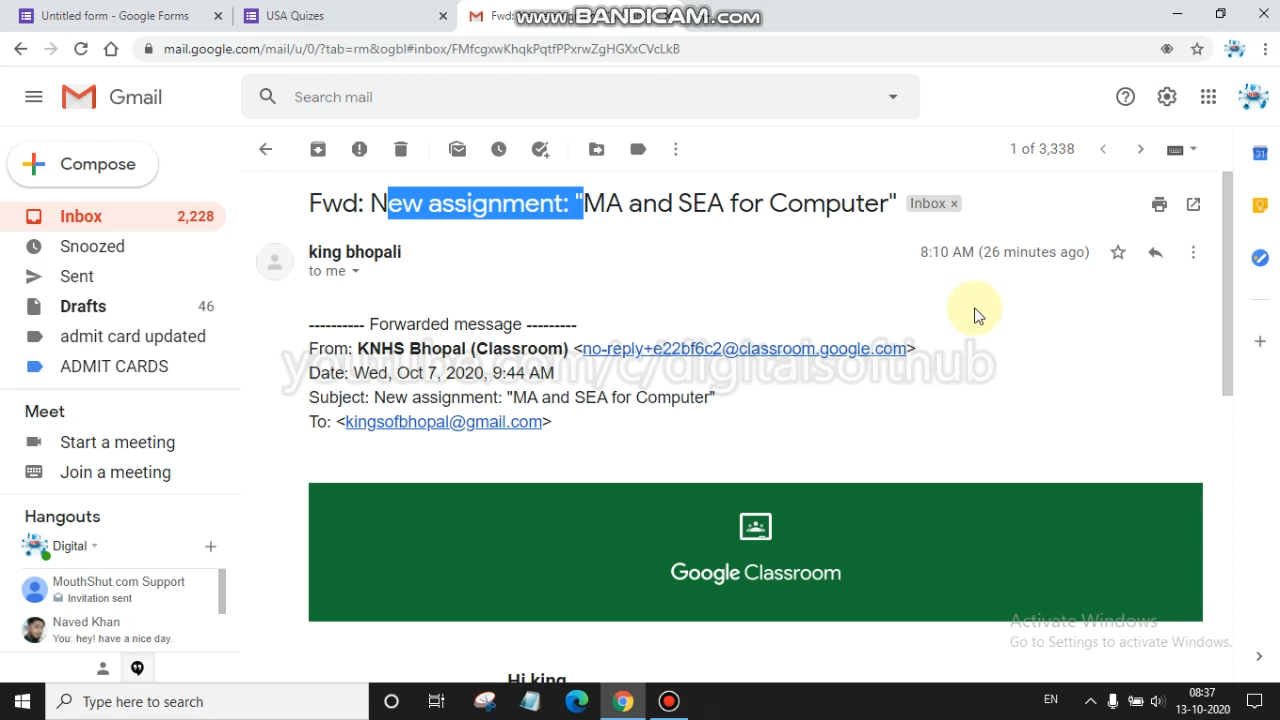 Untitled form - Google Forms
USA Quizes
Fwd:
www.BANDICAM.com
mail.google.com/mail/u/0/?tab=rm&ogbl#inbox/FMfcgxwKhqkPqtfPPxrwZgHGXxCVcLkB
Gmail
Search mail
Compose
1 of 3,338
Inbox 2,228
Snoozed
Sent
Drafts 46
admit card updated
ADMIT CARDS
Meet
Start a meeting
Join a meeting
Hangouts
Digital
MouthShut.com Support
Invitation sent
Naved Khan
You: hey! have a nice day.
Fwd: New assignment: "MA and SEA for Computer" Inbox ×
king bhopali
8:10 AM (26 minutes ago)
to me
---------- Forwarded message ---------
From: KNHS Bhopal (Classroom) <no-reply+e22bf6c2@classroom.google.com>
youtube.com/c/digitalsofthub
Date: Wed, Oct 7, 2020, 9:44 AM
Subject: New assignment: "MA and SEA for Computer"
To: <kingsofbhopal@gmail.com>
Google Classroom
Hi king
Activate Windows
Go to Settings to activate Windows.
31
Type here to search
EN
08:37
13-10-2020